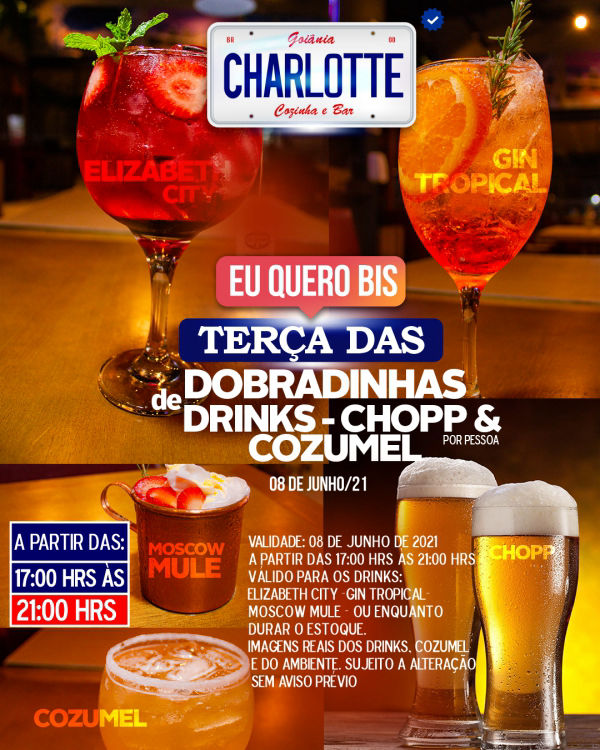 Goiânia
BR
GO
CHARLOTTE
Cozinha e Bar
ELIZABETH
CITY
GIN
TROPICAL
EU QUERO BIS
TERÇA DAS
DOBRADINHAS
de DRINKS - CHOPP &
COZUMEL
POR PESSOA
08 DE JUNHO/21
A PARTIR DAS:
17:00 HRS ÀS
21:00 HRS
MOSCOW
MULE
VALIDADE: 08 DE JUNHO DE 2021
A PARTIR DAS 17:00 HRS ÀS 21:00 HRS
VÁLIDO PARA OS DRINKS:
ELIZABETH CITY -GIN TROPICAL-
MOSCOW MULE - OU ENQUANTO
DURAR O ESTOQUE.
IMAGENS REAIS DOS DRINKS, COZUMEL
E DO AMBIENTE. SUJEITO A ALTERAÇÃO
SEM AVISO PRÉVIO
CHOPP
COZUMEL